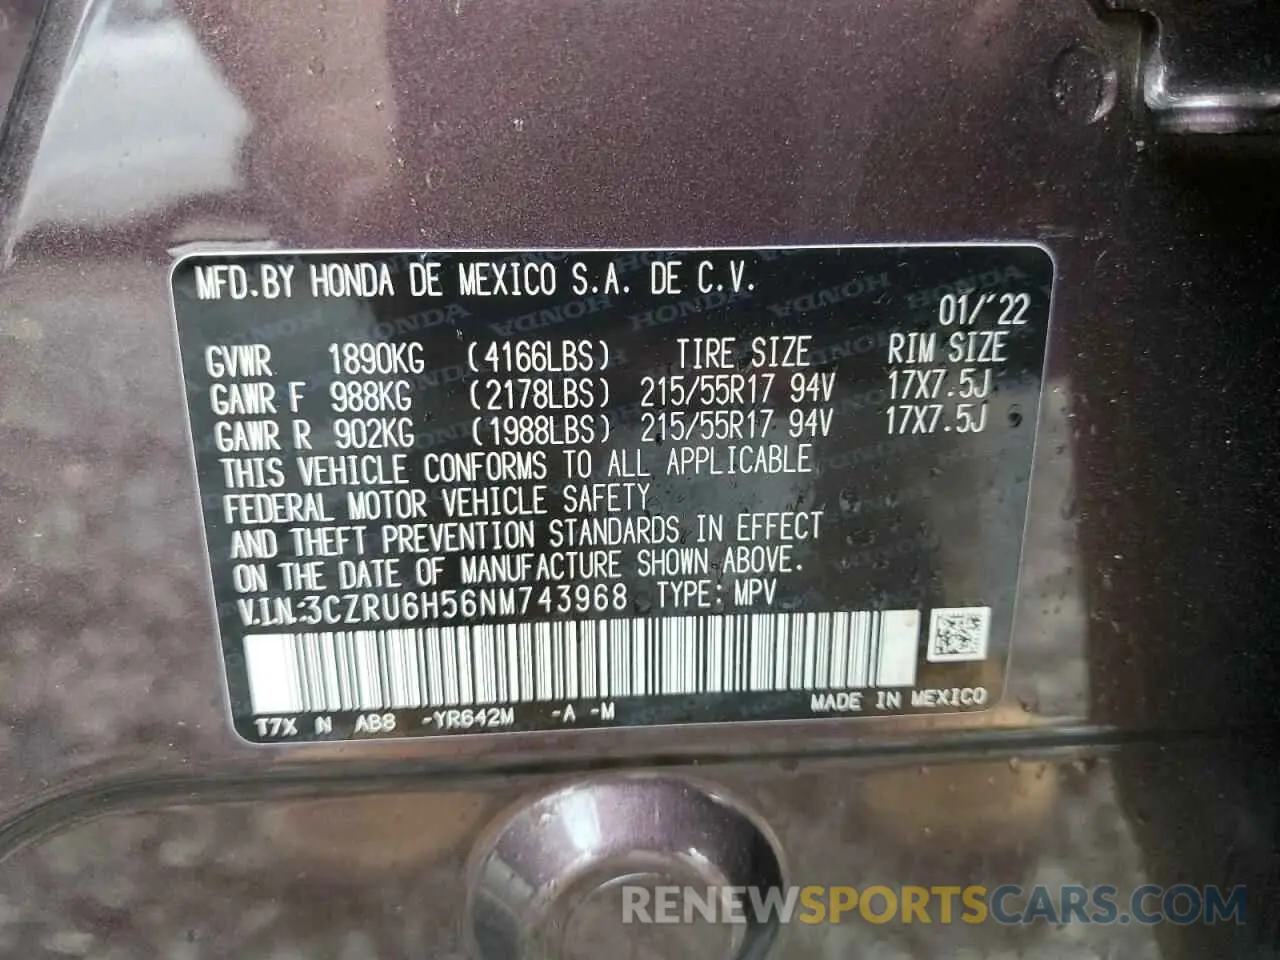 MFD.BY HONDA DE MEXICO S.A. DE C.V.
01/'22
GVWR 1890KG (4166LBS) TIRE SIZE RIM SIZE
GAWR F 988KG (2178LBS) 215/55R17 94V 17X7.5J
GAWR R 902KG (1988LBS) 215/55R17 94V 17X7.5J
THIS VEHICLE CONFORMS TO ALL APPLICABLE
FEDERAL MOTOR VEHICLE SAFETY
AND THEFT PREVENTION STANDARDS IN EFFECT
ON THE DATE OF MANUFACTURE SHOWN ABOVE.
V.I.N.:3CZRU6H56NM743968 TYPE: MPV
MADE IN MEXICO
T7X N AB8 -YR642M -A -M
RENEWSPORTSCARS.COM